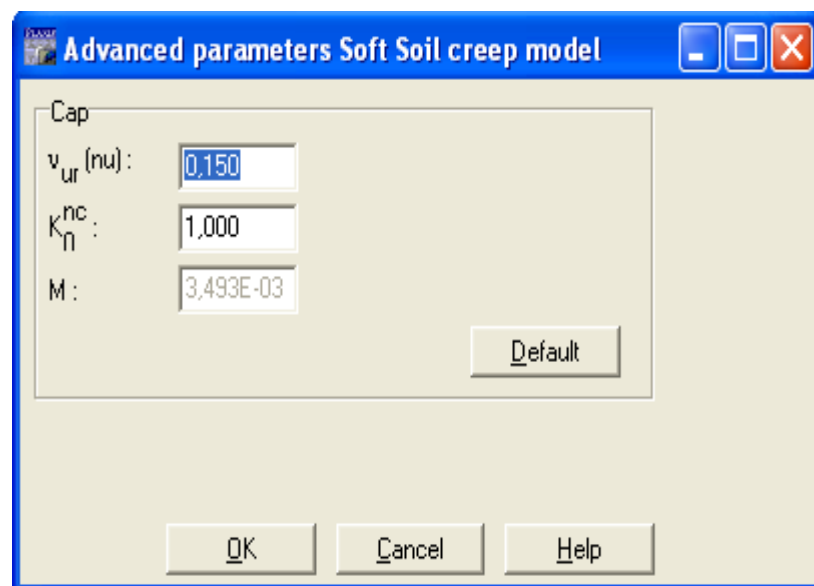 Advanced parameters Soft Soil creep model
Cap
νur (nu) : 0,150
K0nc : 1,000
M : 3,493E-03
Default
OK
Cancel
Help